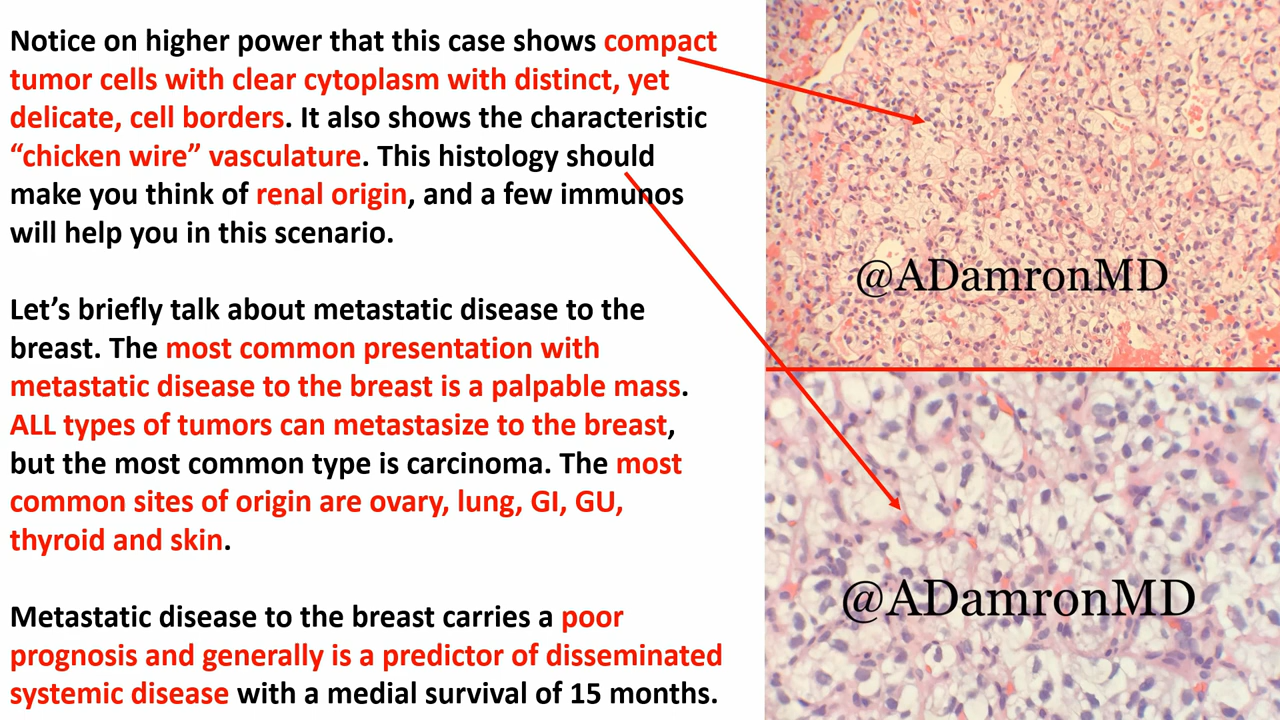 Notice on higher power that this case shows compact
tumor cells with clear cytoplasm with distinct, yet
delicate, cell borders. It also shows the characteristic
“chicken wire” vasculature. This histology should
make you think of renal origin, and a few immunos
will help you in this scenario.
Let’s briefly talk about metastatic disease to the
breast. The most common presentation with
metastatic disease to the breast is a palpable mass.
ALL types of tumors can metastasize to the breast,
but the most common type is carcinoma. The most
common sites of origin are ovary, lung, GI, GU,
thyroid and skin.
Metastatic disease to the breast carries a poor
prognosis and generally is a predictor of disseminated
systemic disease with a medial survival of 15 months.
@ADamronMD
@ADamronMD